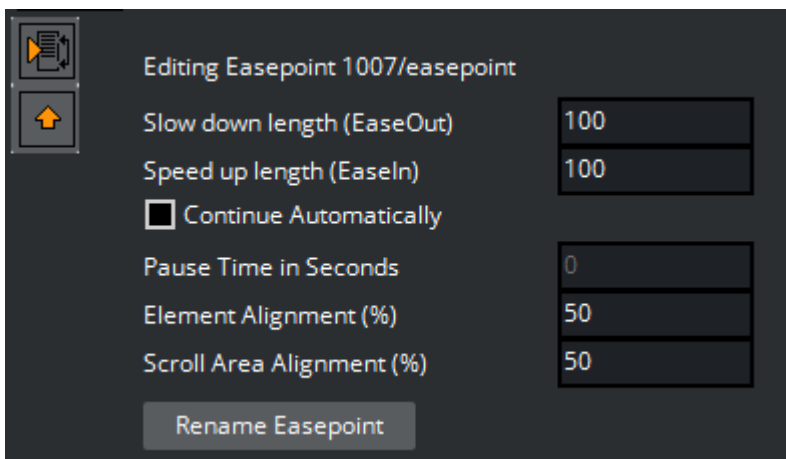 Editing Easepoint 1007/easepoint
Slow down length (EaseOut) 100
Speed up length (EaseIn) 100
Continue Automatically
Pause Time in Seconds 0
Element Alignment (%) 50
Scroll Area Alignment (%) 50
Rename Easepoint